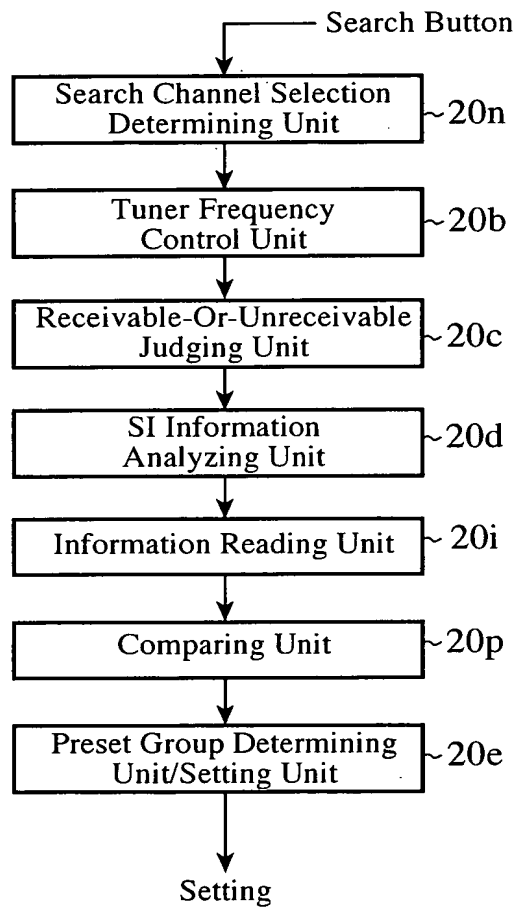 Search Button
Search Channel Selection
Determining Unit
20n
Tuner Frequency
Control Unit
20b
Receivable-Or-Unreceivable
Judging Unit
20c
SI Information
Analyzing Unit
20d
Information Reading Unit
20i
Comparing Unit
20p
Preset Group Determining
Unit/Setting Unit
20e
Setting